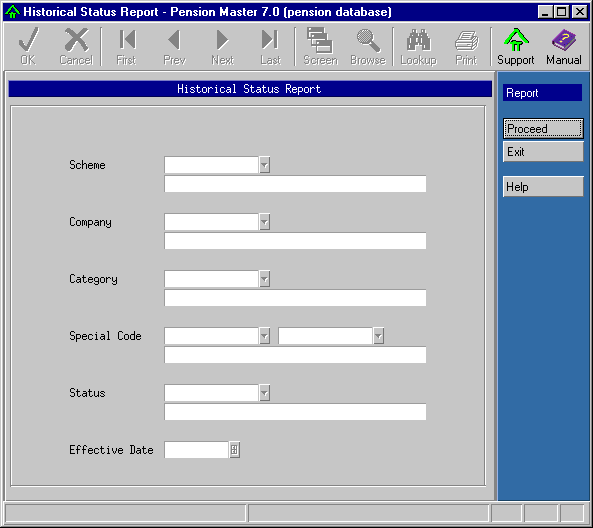 Historical Status Report - Pension Master 7.0 (pension database)
OK Cancel First Prev Next Last Screen Browse Lookup Print Support Manual
Historical Status Report
Report
Proceed
Exit
Help
Scheme
Company
Category
Special Code
Status
Effective Date